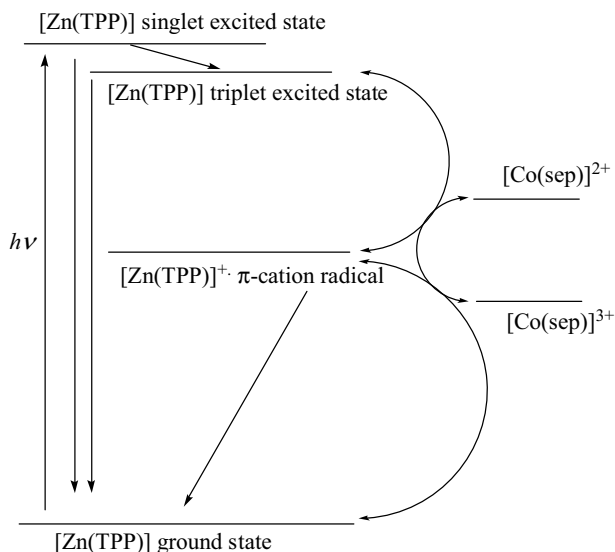 [Zn(TPP)] singlet excited state
[Zn(TPP)] triplet excited state
[Co(sep)]2+
hν
[Zn(TPP)]+· π-cation radical
[Co(sep)]3+
[Zn(TPP)] ground state